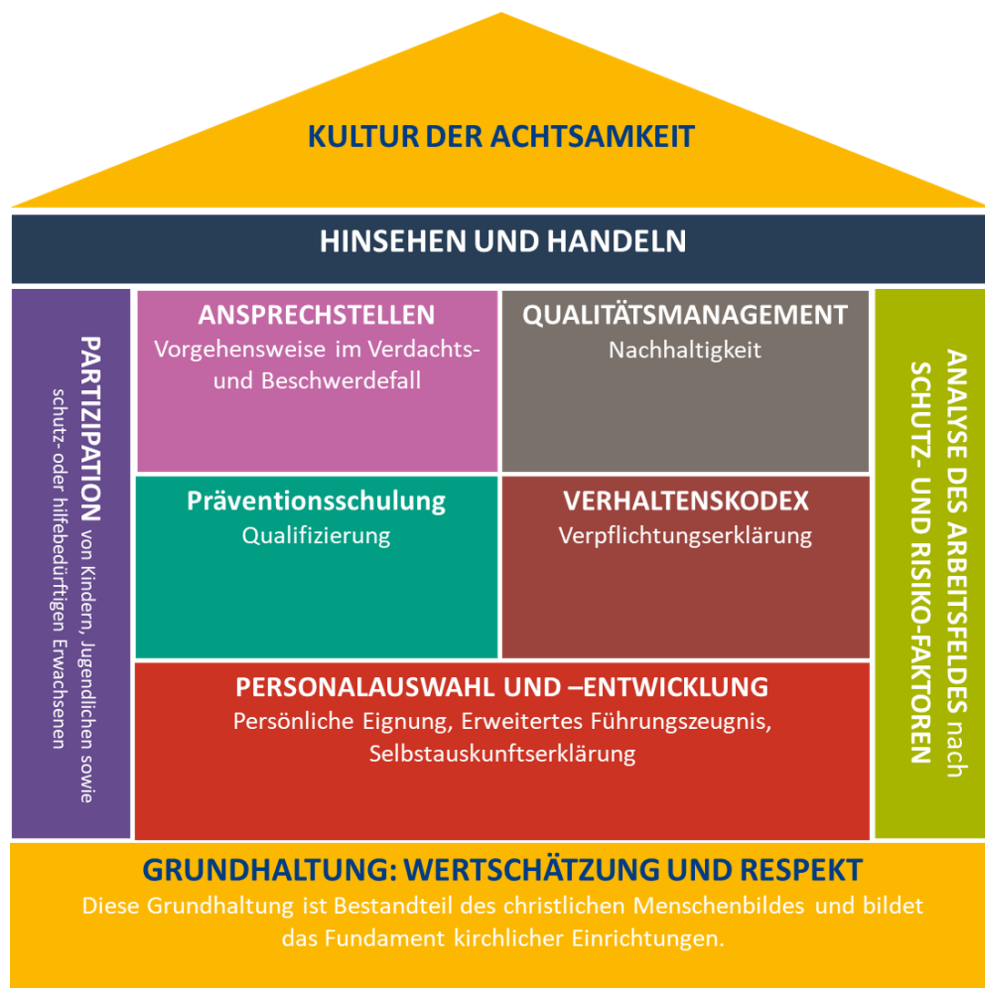 KULTUR DER ACHTSAMKEIT
HINSEHEN UND HANDELN
PARTIZIPATION von Kindern, Jugendlichen sowie
schutz- oder hilfebedürftigen Erwachsenen
ANSPRECHSTELLEN
Vorgehensweise im Verdachts-
und Beschwerdefall
QUALITÄTSMANAGEMENT
Nachhaltigkeit
Präventionsschulung
Qualifizierung
VERHALTENSKODEX
Verpflichtungserklärung
PERSONALAUSWAHL UND –ENTWICKLUNG
Persönliche Eignung, Erweitertes Führungszeugnis,
Selbstauskunftserklärung
ANALYSE DES ARBEITSFELDES nach
SCHUTZ- UND RISIKO-FAKTOREN
GRUNDHALTUNG: WERTSCHÄTZUNG UND RESPEKT
Diese Grundhaltung ist Bestandteil des christlichen Menschenbildes und bildet
das Fundament kirchlicher Einrichtungen.